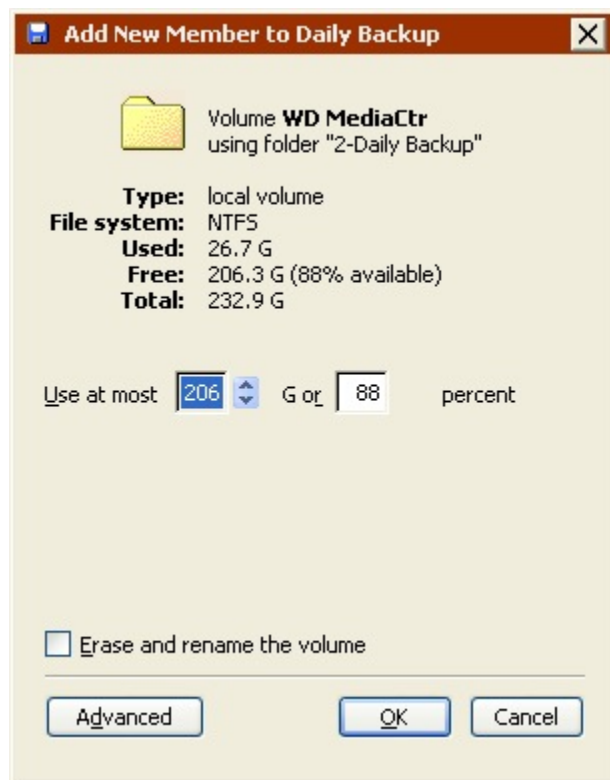 Add New Member to Daily Backup
Volume WD MediaCtr
using folder "2-Daily Backup"
Type: local volume
File system: NTFS
Used: 26.7 G
Free: 206.3 G (88% available)
Total: 232.9 G
Use at most 206 G or 88 percent
Erase and rename the volume
Advanced OK Cancel